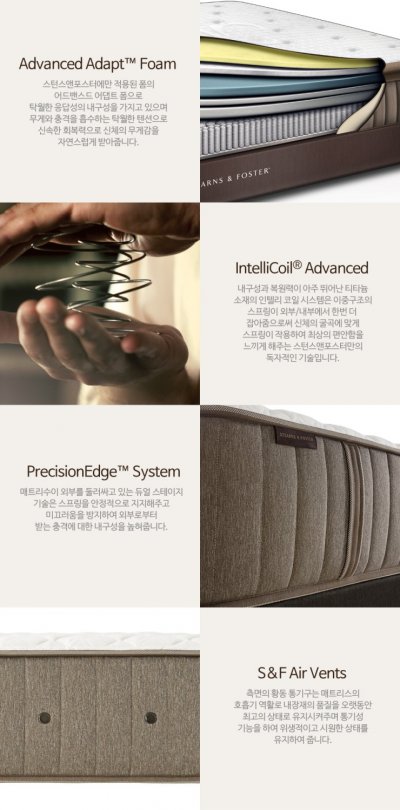 Advanced Adapt™ Foam
스턴스앤포스터에만 적용된 폼의
어드밴스드 어댑트 폼으로
탁월한 응답성의 내구성을 가지고 있으며
무게와 충격을 흡수하는 탁월한 텐션으로
신속한 회복력으로 신체의 무게감을
자연스럽게 받아줍니다.
EARNS & FOSTER®
IntelliCoil® Advanced
내구성과 복원력이 아주 뛰어난 티타늄
소재의 인텔리 코일 시스템은 이중구조의
스프링이 외부/내부에서 한번 더
잡아줌으로써 신체의 굴곡에 맞게
스프링이 작용하여 최상의 편안함을
느끼게 해주는 스턴스앤포스터만의
독자적인 기술입니다.
PrecisionEdge™ System
매트리수이 외부를 둘러싸고 있는 듀얼 스테이지
기술은 스프링을 안정적으로 지지해주고
미끄러움을 방지하여 외부로부터
받는 충격에 대한 내구성을 높혀줍니다.
STEARNS & FOSTER
S&F Air Vents
측면의 황동 통기구는 매트리스의
호흡기 역활로 내장재의 품질을 오랫동안
최고의 상태로 유지시켜주며 통기성
기능을 하여 위생적이고 시원한 상태를
유지하여 줍니다.